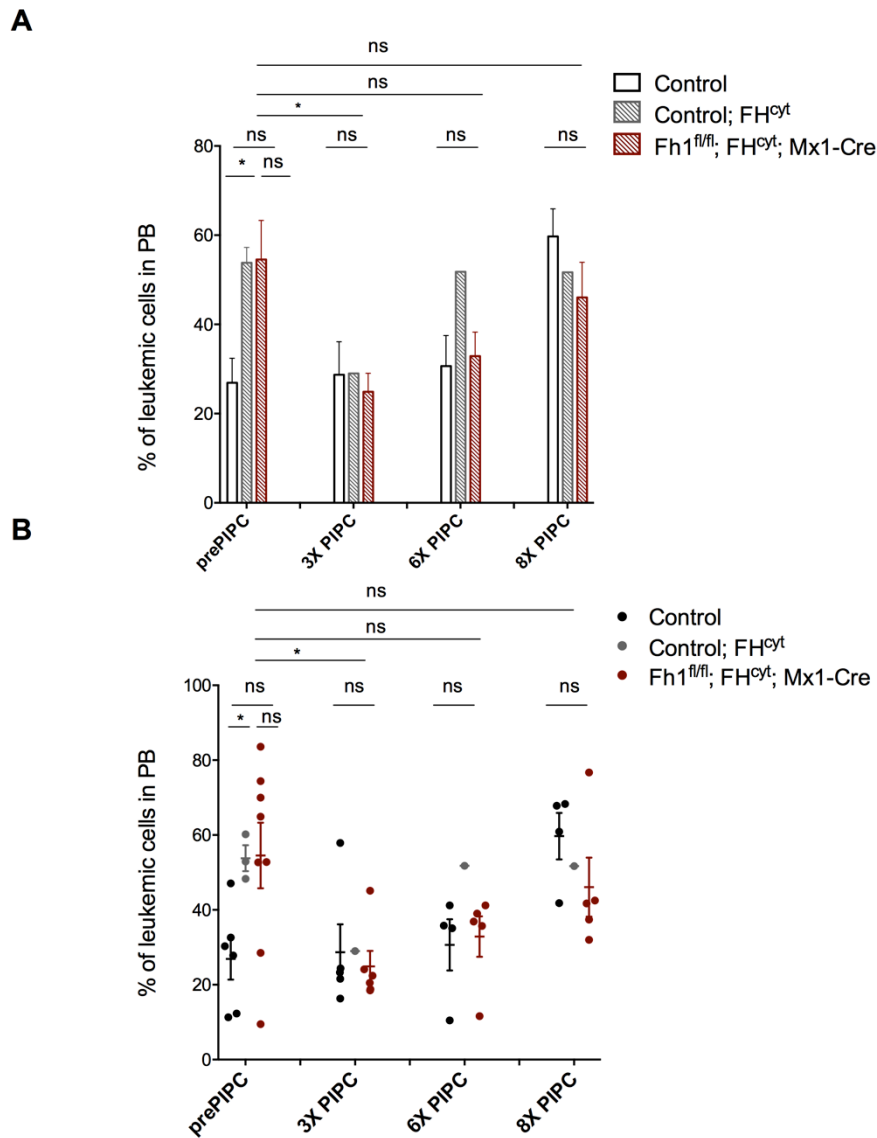 A
ns
ns
*
ns
ns
ns
ns
*
ns
Control
Control; FHcyt
Fh1fl/fl; FHcyt; Mx1-Cre
% of leukemic cells in PB
80
60
40
20
0
prePIPC
3X PIPC
6X PIPC
8X PIPC
B
ns
ns
*
ns
ns
ns
ns
*
ns
Control
Control; FHcyt
Fh1fl/fl; FHcyt; Mx1-Cre
% of leukemic cells in PB
100
80
60
40
20
0
prePIPC
3X PIPC
6X PIPC
8X PIPC